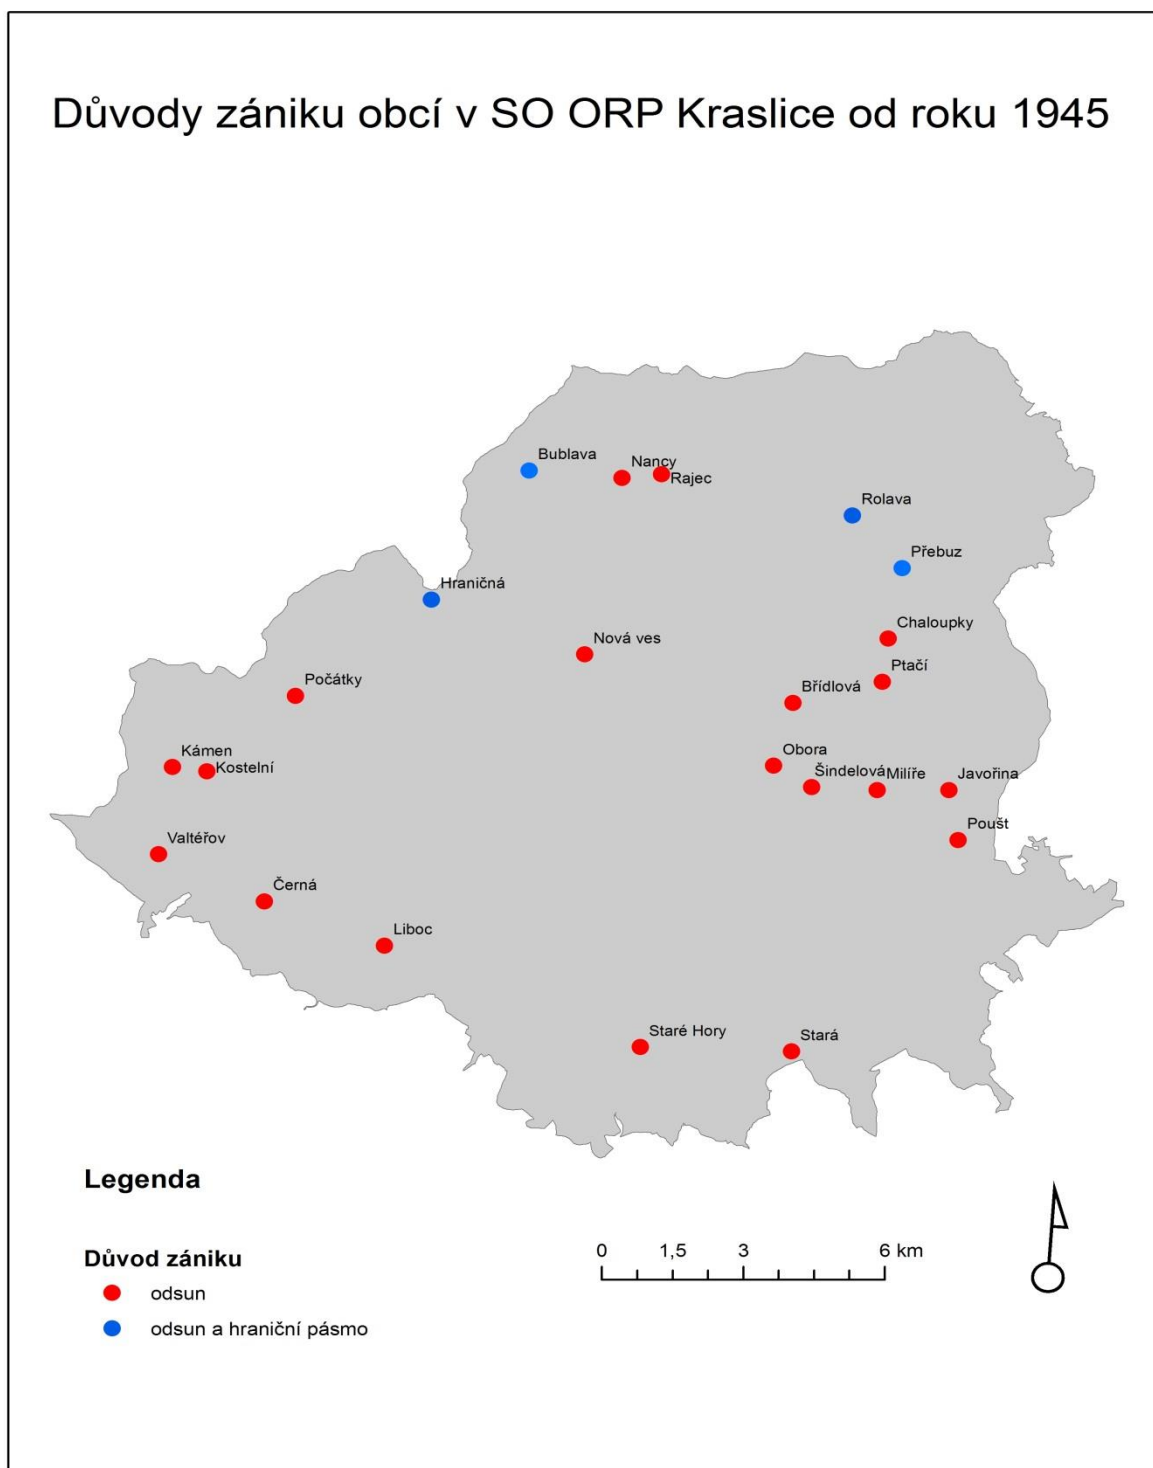 Důvody zániku obcí v SO ORP Kraslice od roku 1945
Bublava
Nancy
Rajec
Rolava
Přebuz
Hraničná
Chaloupky
Nová ves
Ptačí
Počátky
Břídlová
Kámen
Kostelní
Obora
Šindelová
Milíře
Javořina
Poušt
Valtéřov
Černá
Liboc
Staré Hory
Stará
Legenda
Důvod zániku
odsun
odsun a hraniční pásmo
0 1,5 3 6 km